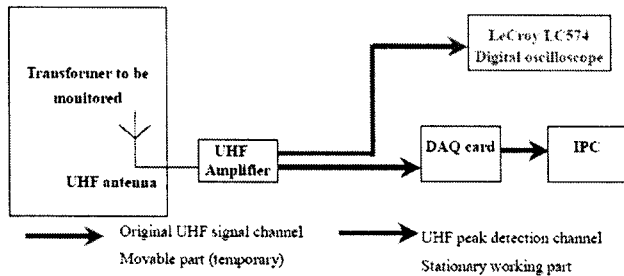 LeCroy LC574
Digital oscilloscope
Transformer to be
monitored
UHF
Amplifier
DAQ card
IPC
UHF antenna
Original UHF signal channel
Movable part (temporary)
UHF peak detection channel
Stationary working part